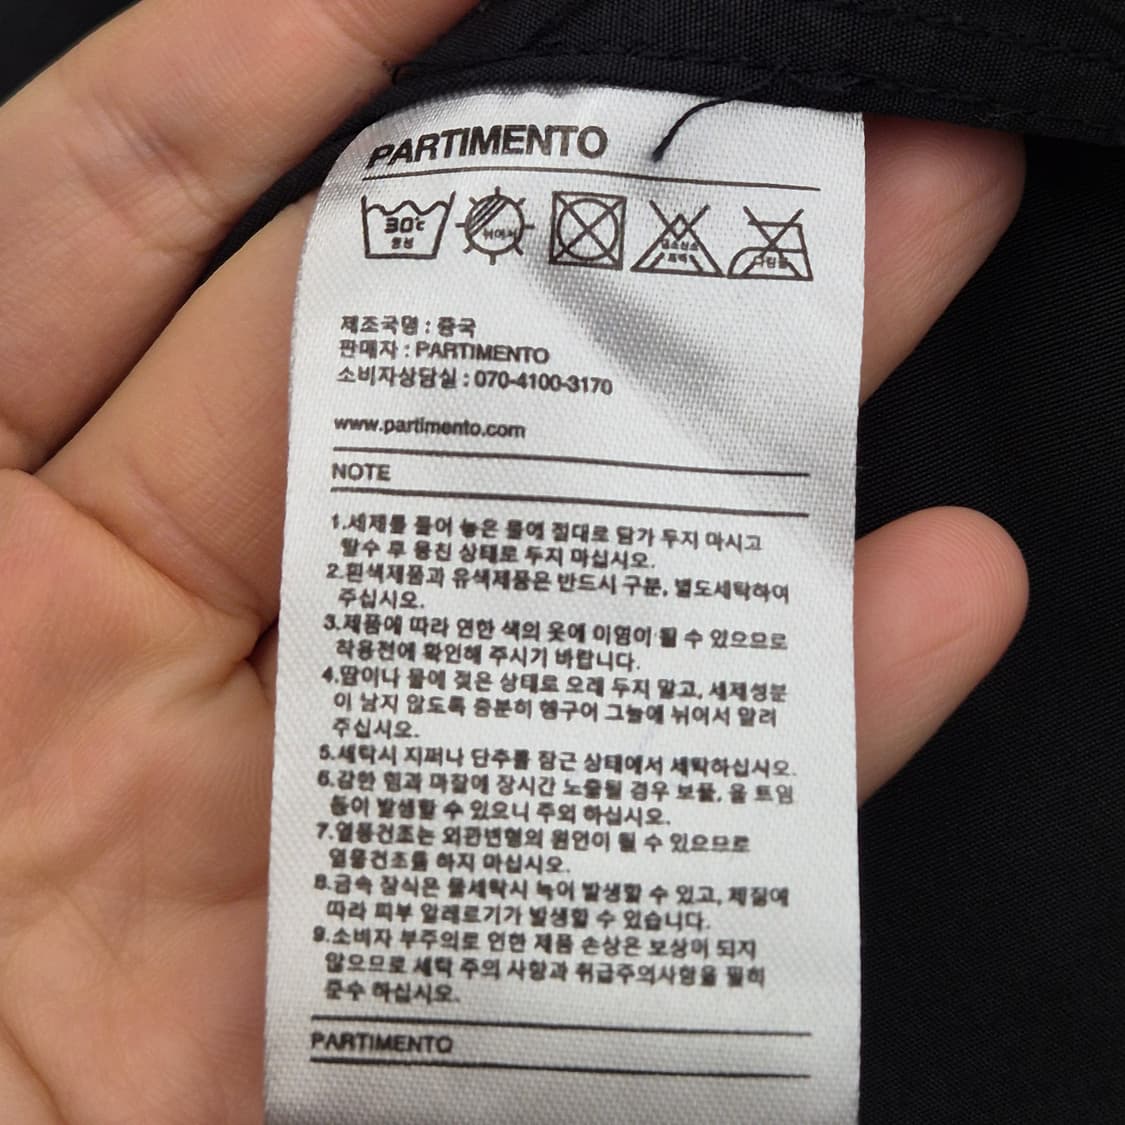 PARTIMENTO
30℃
중성
뉘어서
염소산소
표백
다림질
제조국명 : 중국
판매자 : PARTIMENTO
소비자상담실 : 070-4100-3170
www.partimento.com
NOTE
1.세제를 풀어 놓은 물에 절대로 담가 두지 마시고
탈수 후 뭉친 상태로 두지 마십시오.
2.흰색제품과 유색제품은 반드시 구분, 별도세탁하여
주십시오.
3.제품에 따라 연한 색의 옷에 이염이 될 수 있으므로
착용전에 확인해 주시기 바랍니다.
4.땀이나 물에 젖은 상태로 오래 두지 말고, 세제성분
이 남지 않도록 충분히 헹구어 그늘에 뉘어서 말려
주십시오.
5.세탁시 지퍼나 단추를 잠근 상태에서 세탁하십시오.
6.강한 힘과 마찰에 장시간 노출될 경우 보풀, 올 트임
등이 발생할 수 있으니 주의 하십시오.
7.열풍건조는 외관변형의 원인이 될 수 있으므로
열풍건조를 하지 마십시오.
8.금속 장식은 물세탁시 녹이 발생할 수 있고, 체질에
따라 피부 알레르기가 발생할 수 있습니다.
9.소비자 부주의로 인한 제품 손상은 보상이 되지
않으므로 세탁 주의 사항과 취급주의사항을 필히
준수 하십시오.
PARTIMENTO